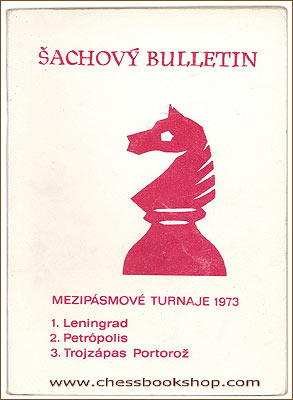 ŠACHOVÝ BULLETIN
MEZIPÁSMOVÉ TURNAJE 1973
1. Leningrad
2. Petrópolis
3. Trojzápas Portorož
www.chessbookshop.com